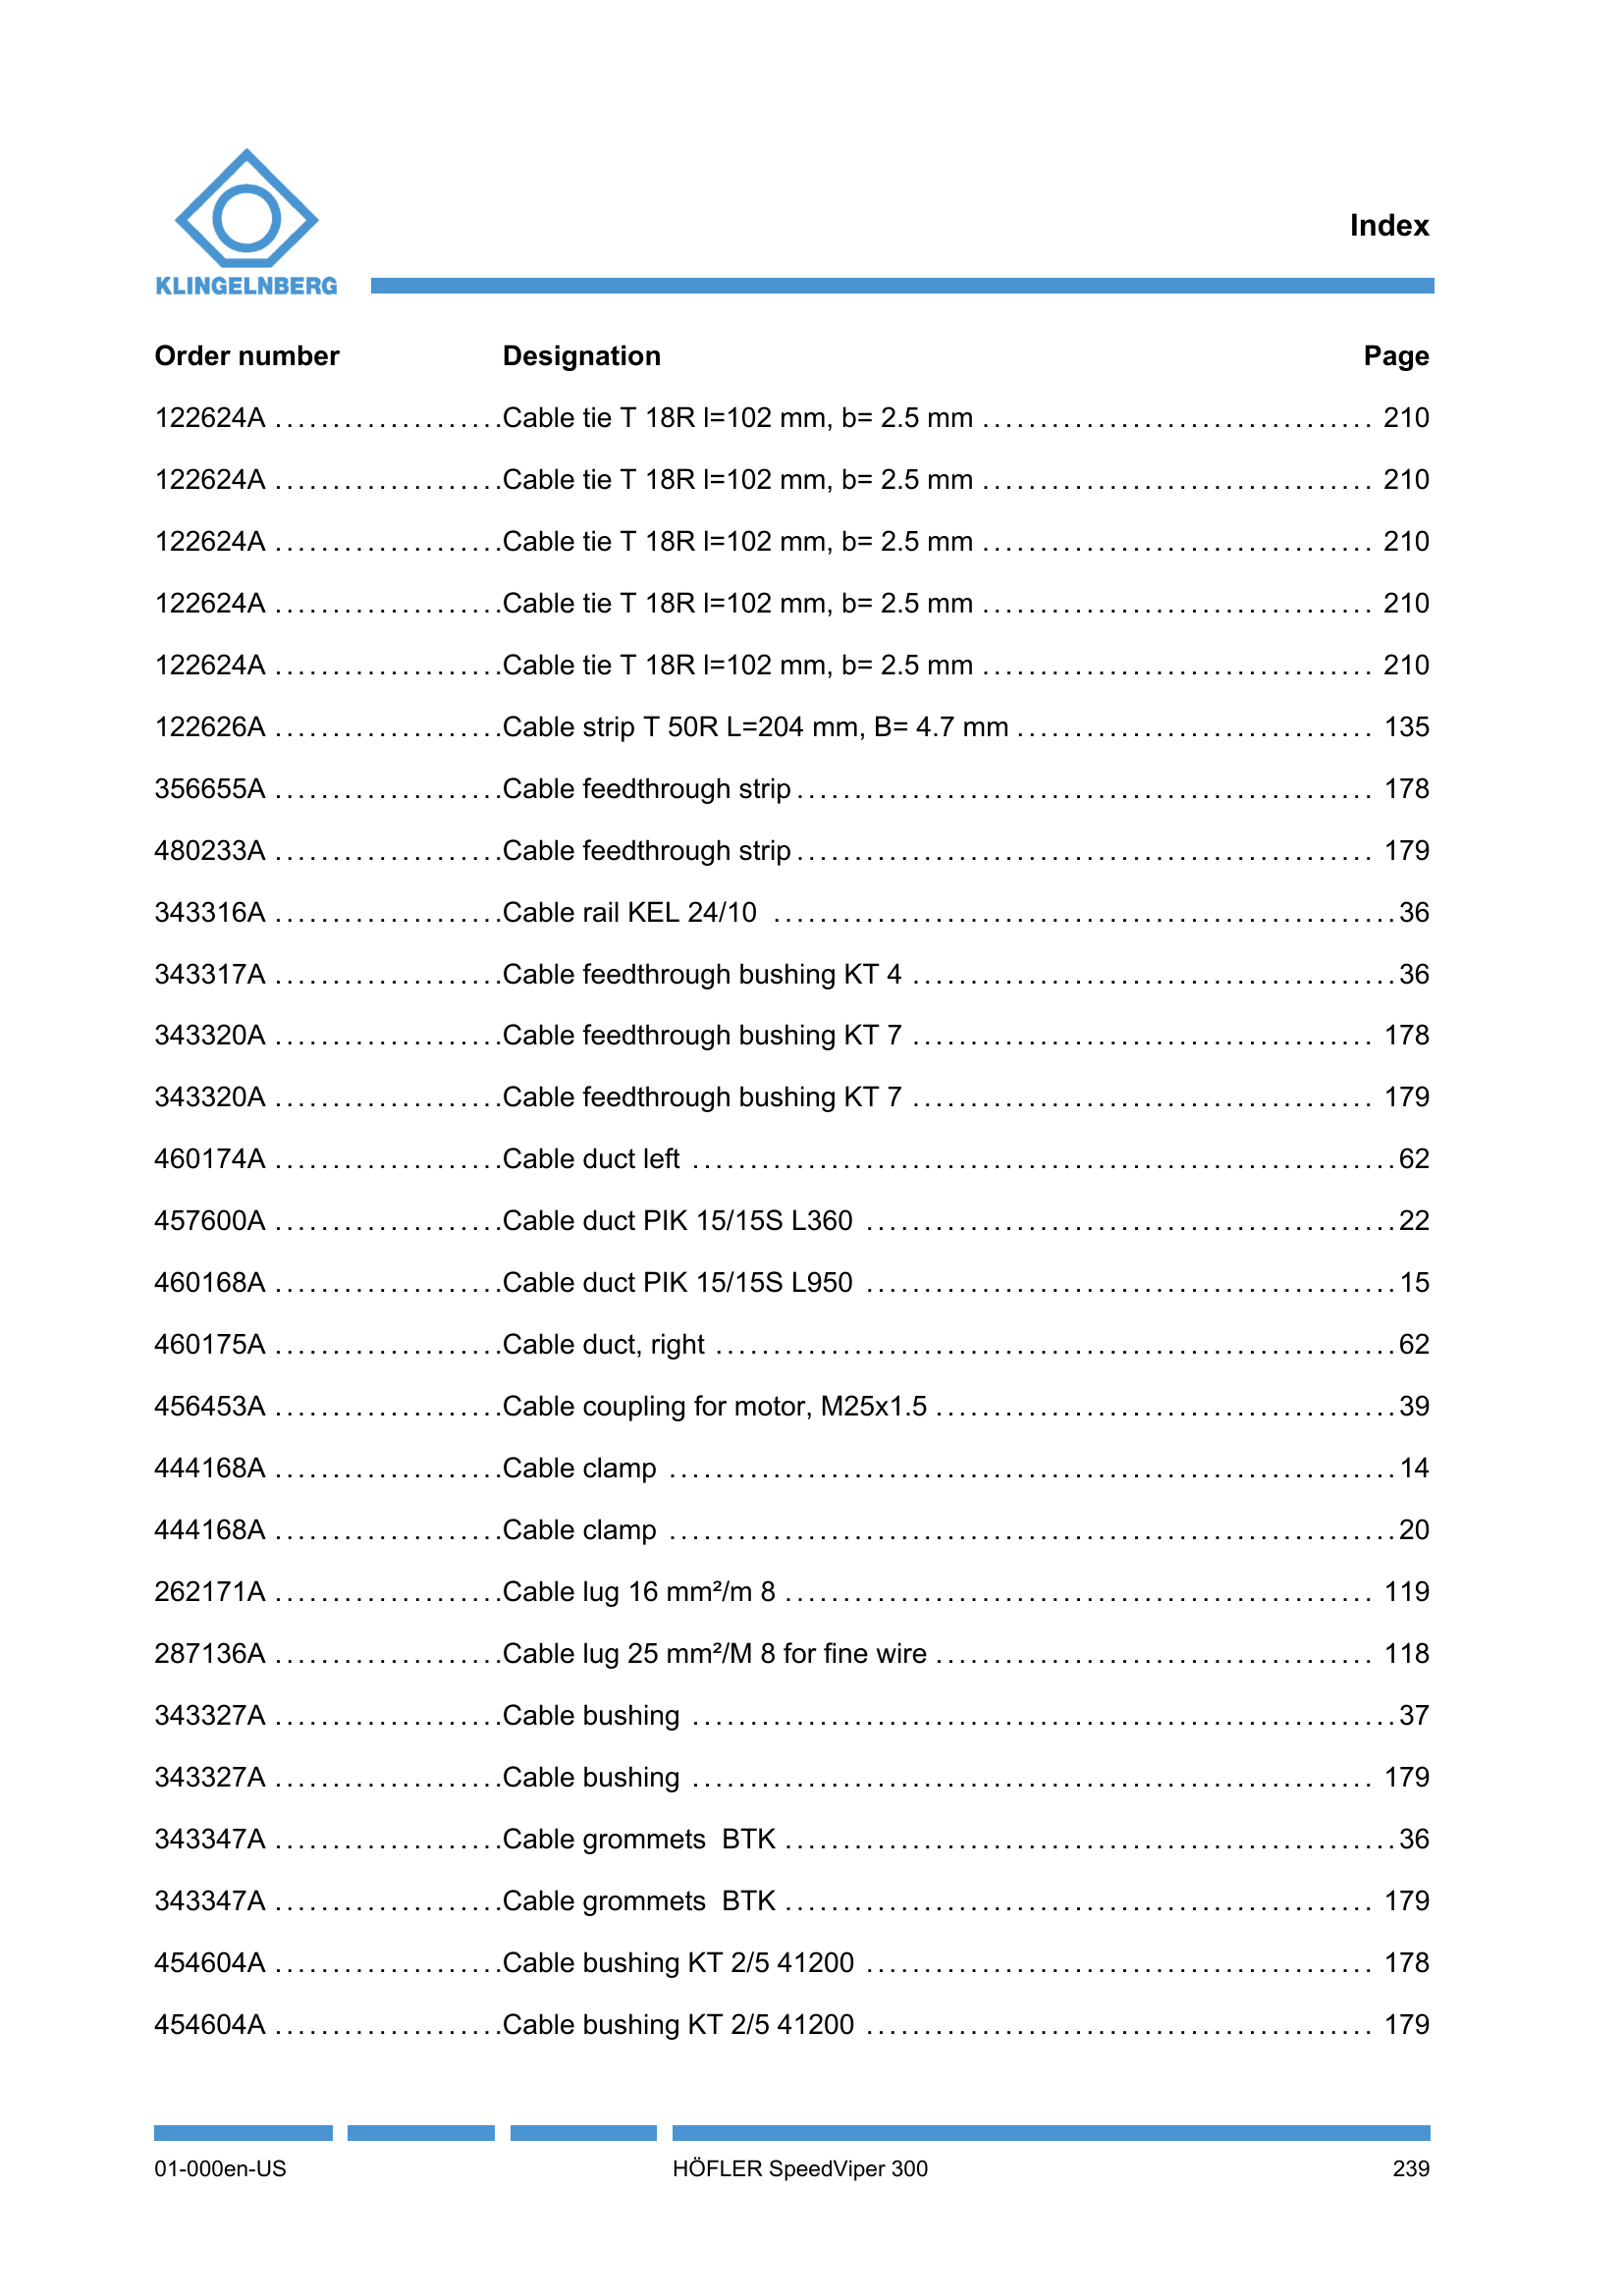 Index
KLINGELNBERG
Order number Designation Page
122624A ....................Cable tie T 18R l=102 mm, b= 2.5 mm .................................. 210
122624A ....................Cable tie T 18R l=102 mm, b= 2.5 mm .................................. 210
122624A ....................Cable tie T 18R l=102 mm, b= 2.5 mm .................................. 210
122624A ....................Cable tie T 18R l=102 mm, b= 2.5 mm .................................. 210
122624A ....................Cable tie T 18R l=102 mm, b= 2.5 mm .................................. 210
122626A ....................Cable strip T 50R L=204 mm, B= 4.7 mm ............................... 135
356655A ....................Cable feedthrough strip .................................................. 178
480233A ....................Cable feedthrough strip .................................................. 179
343316A ....................Cable rail KEL 24/10 ......................................................36
343317A ....................Cable feedthrough bushing KT 4 ..........................................36
343320A ....................Cable feedthrough bushing KT 7 ........................................ 178
343320A ....................Cable feedthrough bushing KT 7 ........................................ 179
460174A ....................Cable duct left .............................................................62
457600A ....................Cable duct PIK 15/15S L360 ..............................................22
460168A ....................Cable duct PIK 15/15S L950 ..............................................15
460175A ....................Cable duct, right ...........................................................62
456453A ....................Cable coupling for motor, M25x1.5 ........................................39
444168A ....................Cable clamp ...............................................................14
444168A ....................Cable clamp ...............................................................20
262171A ....................Cable lug 16 mm²/m 8 ................................................... 119
287136A ....................Cable lug 25 mm²/M 8 for fine wire ...................................... 118
343327A ....................Cable bushing .............................................................37
343327A ....................Cable bushing ........................................................... 179
343347A ....................Cable grommets  BTK .....................................................36
343347A ....................Cable grommets  BTK ................................................... 179
454604A ....................Cable bushing KT 2/5 41200 ............................................ 178
454604A ....................Cable bushing KT 2/5 41200 ............................................ 179
01-000en-US HÖFLER SpeedViper 300 239